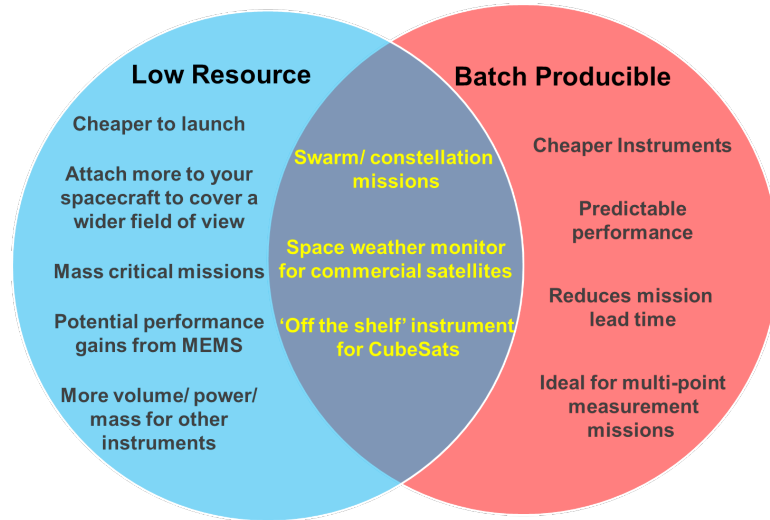 Low Resource
Cheaper to launch
Attach more to your
spacecraft to cover a
wider field of view
Mass critical missions
Potential performance
gains from MEMS
More volume/ power/
mass for other
instruments
Swarm/ constellation
missions
Space weather monitor
for commercial satellites
‘Off the shelf’ instrument
for CubeSats
Batch Producible
Cheaper Instruments
Predictable
performance
Reduces mission
lead time
Ideal for multi-point
measurement
missions